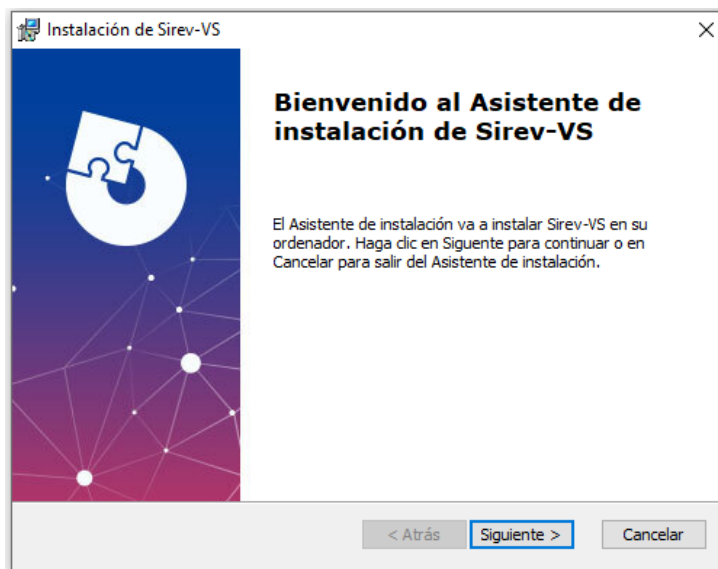 Instalación de Sirev-VS
Bienvenido al Asistente de
instalación de Sirev-VS
El Asistente de instalación va a instalar Sirev-VS en su
ordenador. Haga clic en Siguente para continuar o en
Cancelar para salir del Asistente de instalación.
< Atrás
Siguiente >
Cancelar